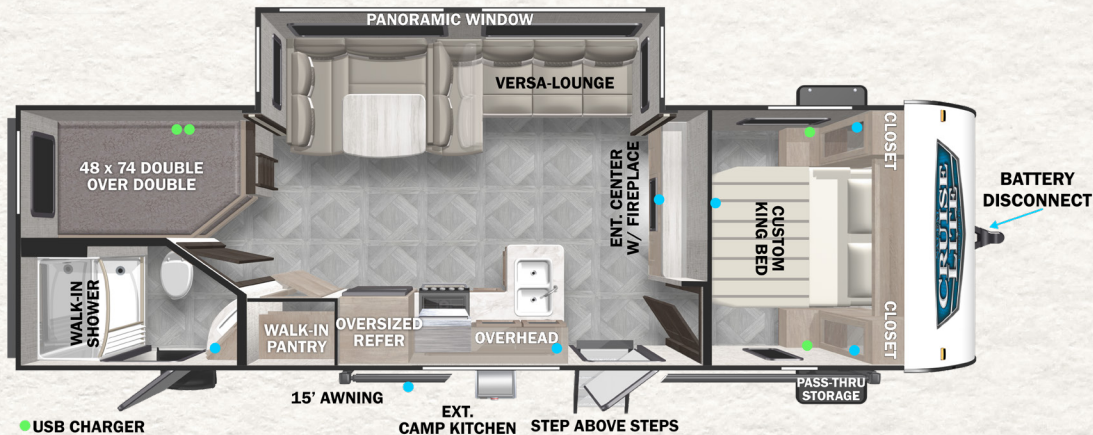 PANORAMIC WINDOW
VERSA-LOUNGE
48 x 74 DOUBLE
OVER DOUBLE
ENT. CENTER
W/ FIREPLACE
CUSTOM
KING BED
CLOSET
CLOSET
CRUISE
LITE
BATTERY
DISCONNECT
WALK-IN
SHOWER
WALK-IN
PANTRY
OVERSIZED
REFER
OVERHEAD
PASS-THRU
STORAGE
15' AWNING
EXT.
CAMP KITCHEN
STEP ABOVE STEPS
USB CHARGER